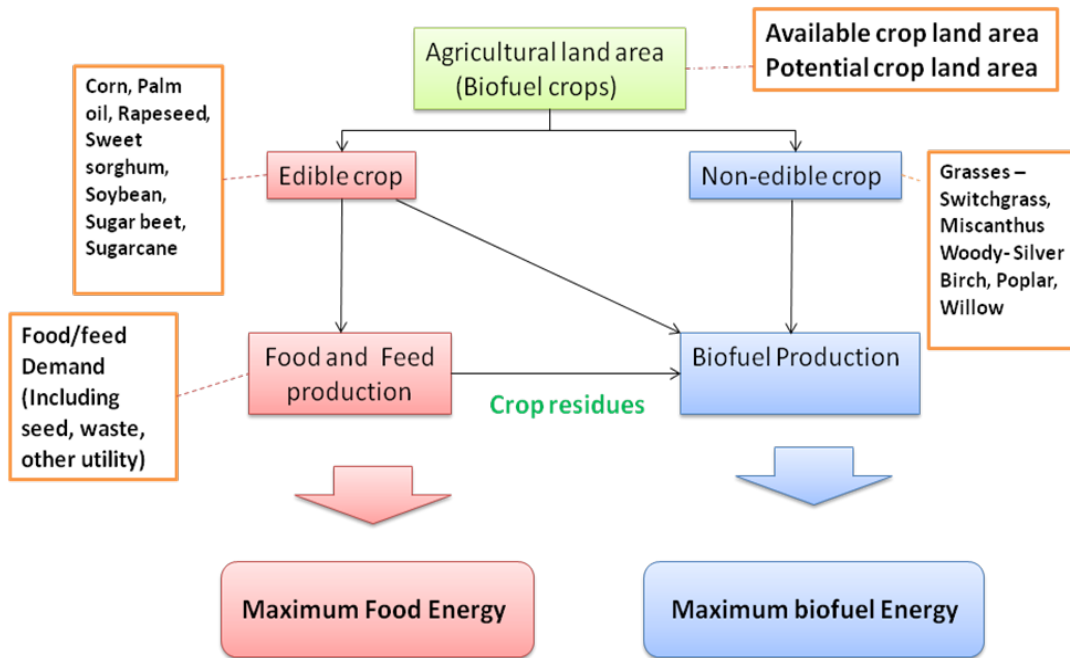 Agricultural land area
(Biofuel crops)
Available crop land area
Potential crop land area
Corn, Palm
oil, Rapeseed,
Sweet
sorghum,
Soybean,
Sugar beet,
Sugarcane
Edible crop
Non-edible crop
Grasses –
Switchgrass,
Miscanthus
Woody- Silver
Birch, Poplar,
Willow
Food/feed
Demand
(Including
seed, waste,
other utility)
Food and Feed
production
Crop residues
Biofuel Production
Maximum Food Energy
Maximum biofuel Energy